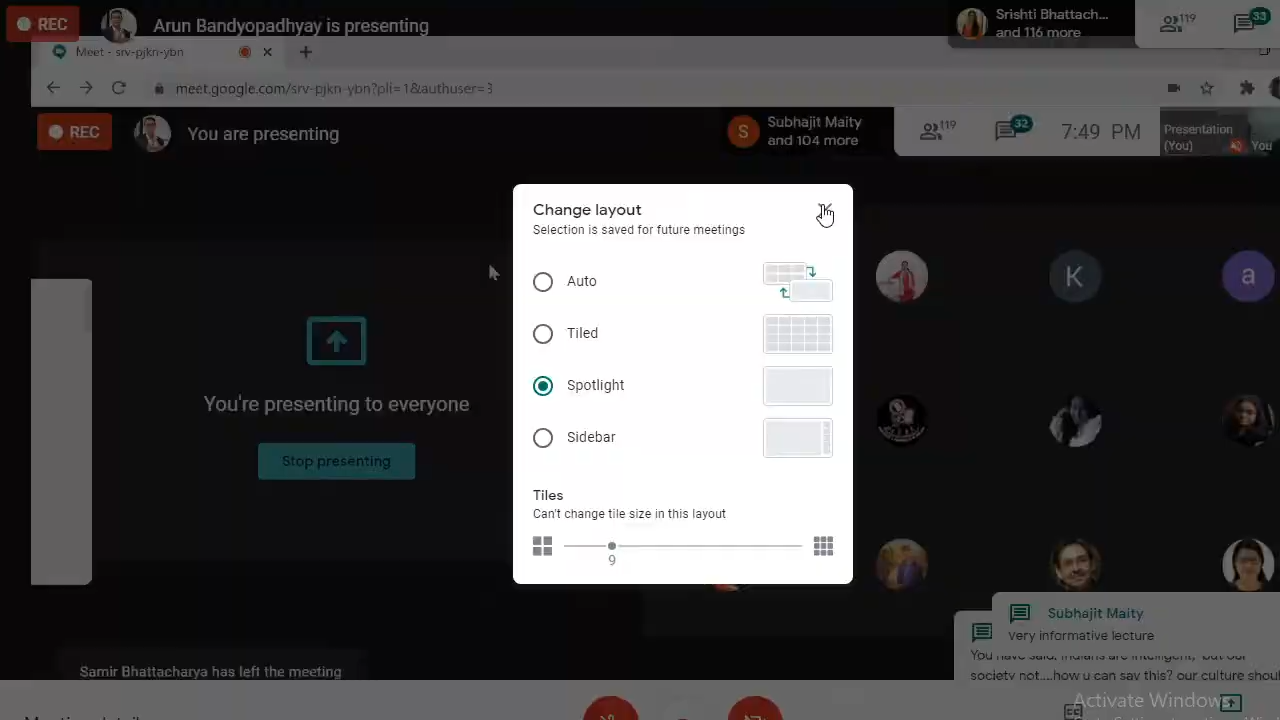 REC
Arun Bandyopadhyay is presenting
Srishti Bhattach...
and 116 more
119
33
Meet - srv-pjkn-ybn
meet.google.com/srv-pjkn-ybn?pli=1&authuser=3
REC
You are presenting
S
Subhajit Maity
and 104 more
119
32
7:49 PM
Presentation
(You)
You
Change layout
Selection is saved for future meetings
Auto
Tiled
Spotlight
Sidebar
Tiles
Can't change tile size in this layout
9
K
a
You're presenting to everyone
Stop presenting
Subhajit Maity
Very informative lecture
You have said, Indians are intelligent, but our
society not....how u can say this? our culture shoul
Samir Bhattacharya has left the meeting
Activate Windows